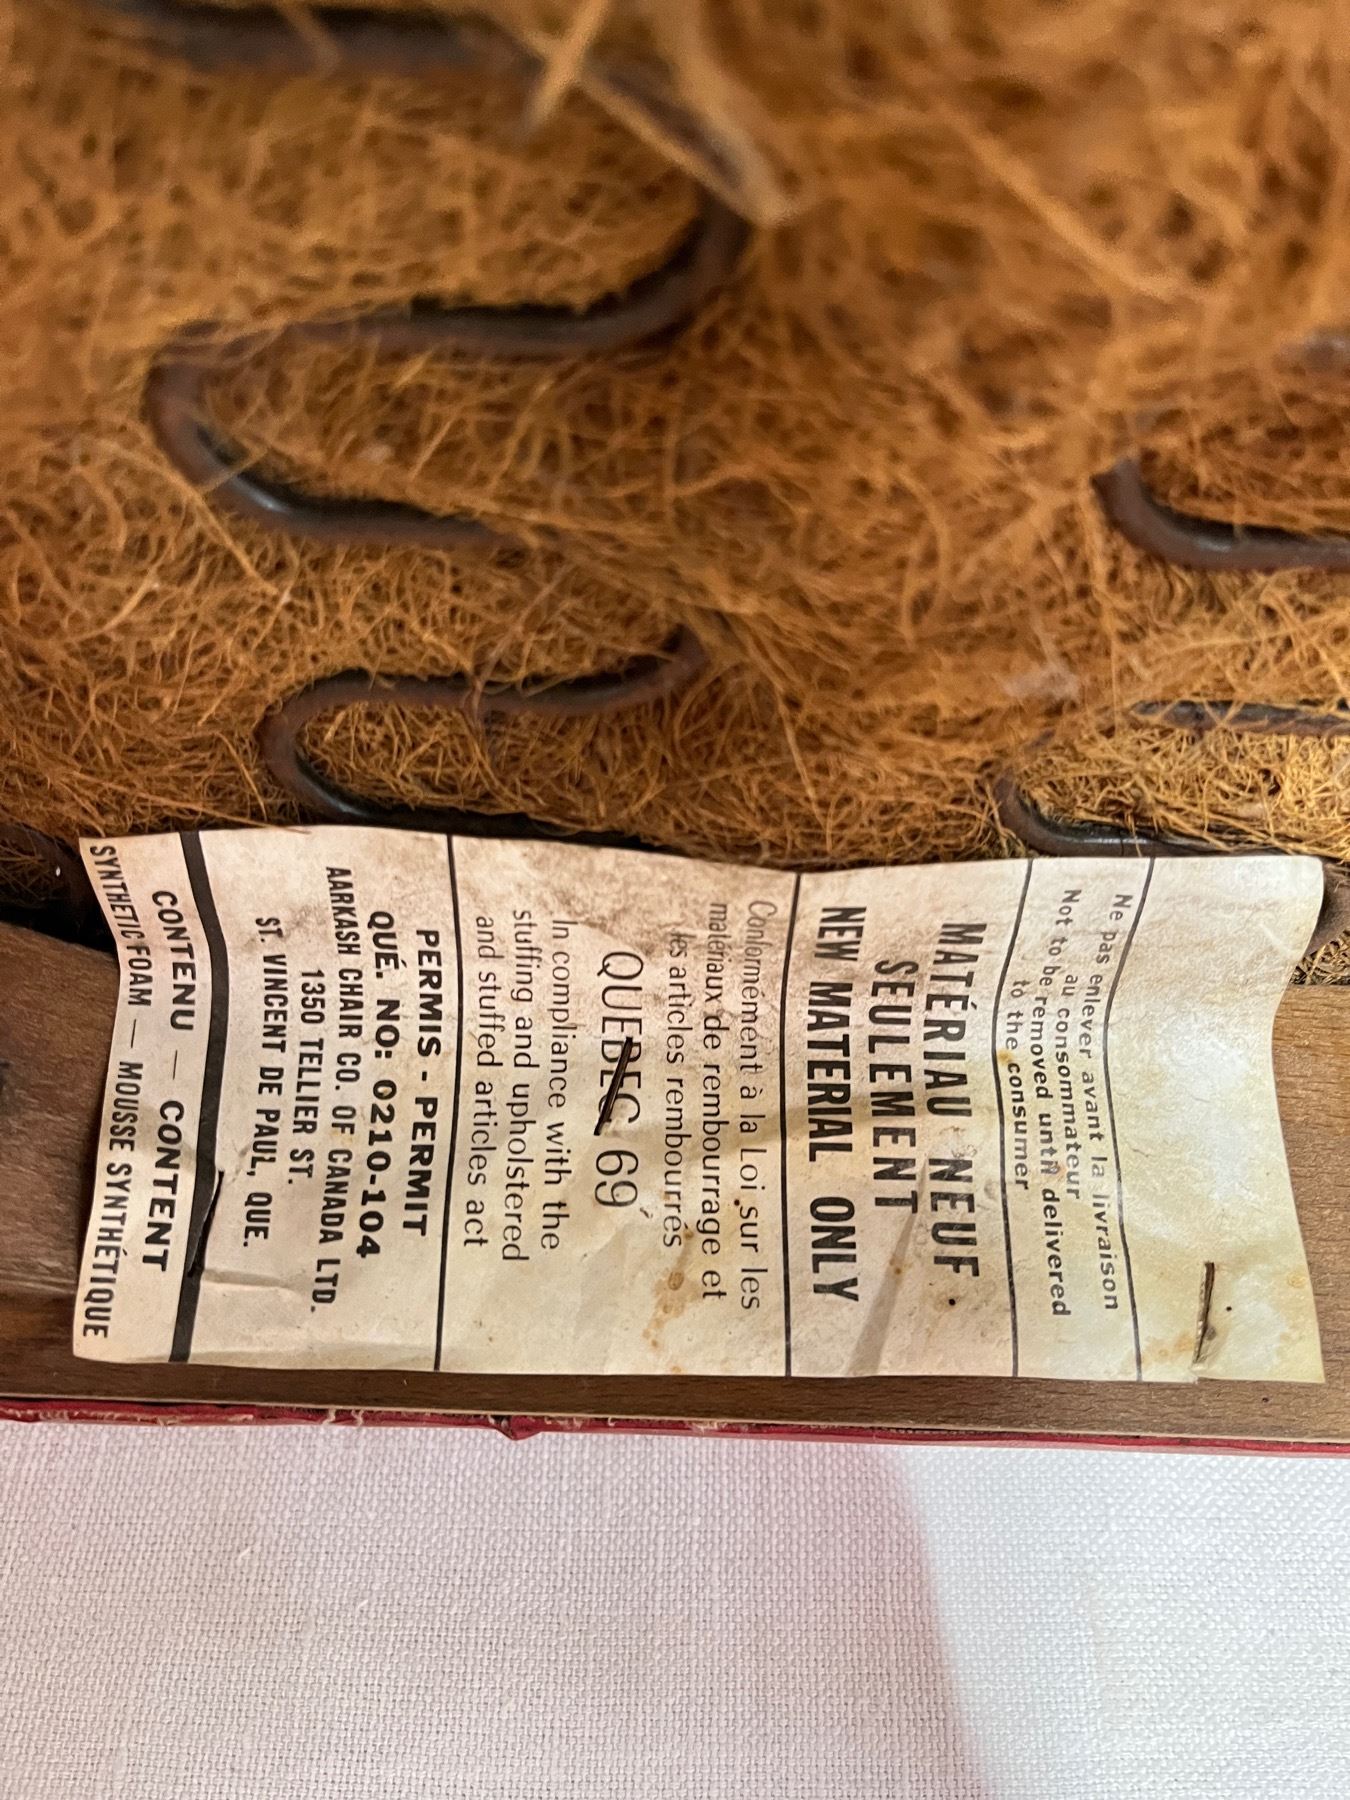 Ne pas enlever avant la livraison
au consommateur
Not to be removed until delivered
to the consumer
MATÉRIAU NEUF
SEULEMENT
NEW MATERIAL ONLY
Conformément à la Loi sur les
matériaux de rembourrage et
les articles rembourrés
QUEBEC 69
In compliance with the
stuffing and upholstered
and stuffed articles act
PERMIS - PERMIT
QUÉ. NO: 0210-104
AARKASH CHAIR CO. OF CANADA LTD.
1350 TELLIER ST.
ST. VINCENT DE PAUL, QUE.
CONTENU — CONTENT
SYNTHETIC FOAM — MOUSSE SYNTHÉTIQUE